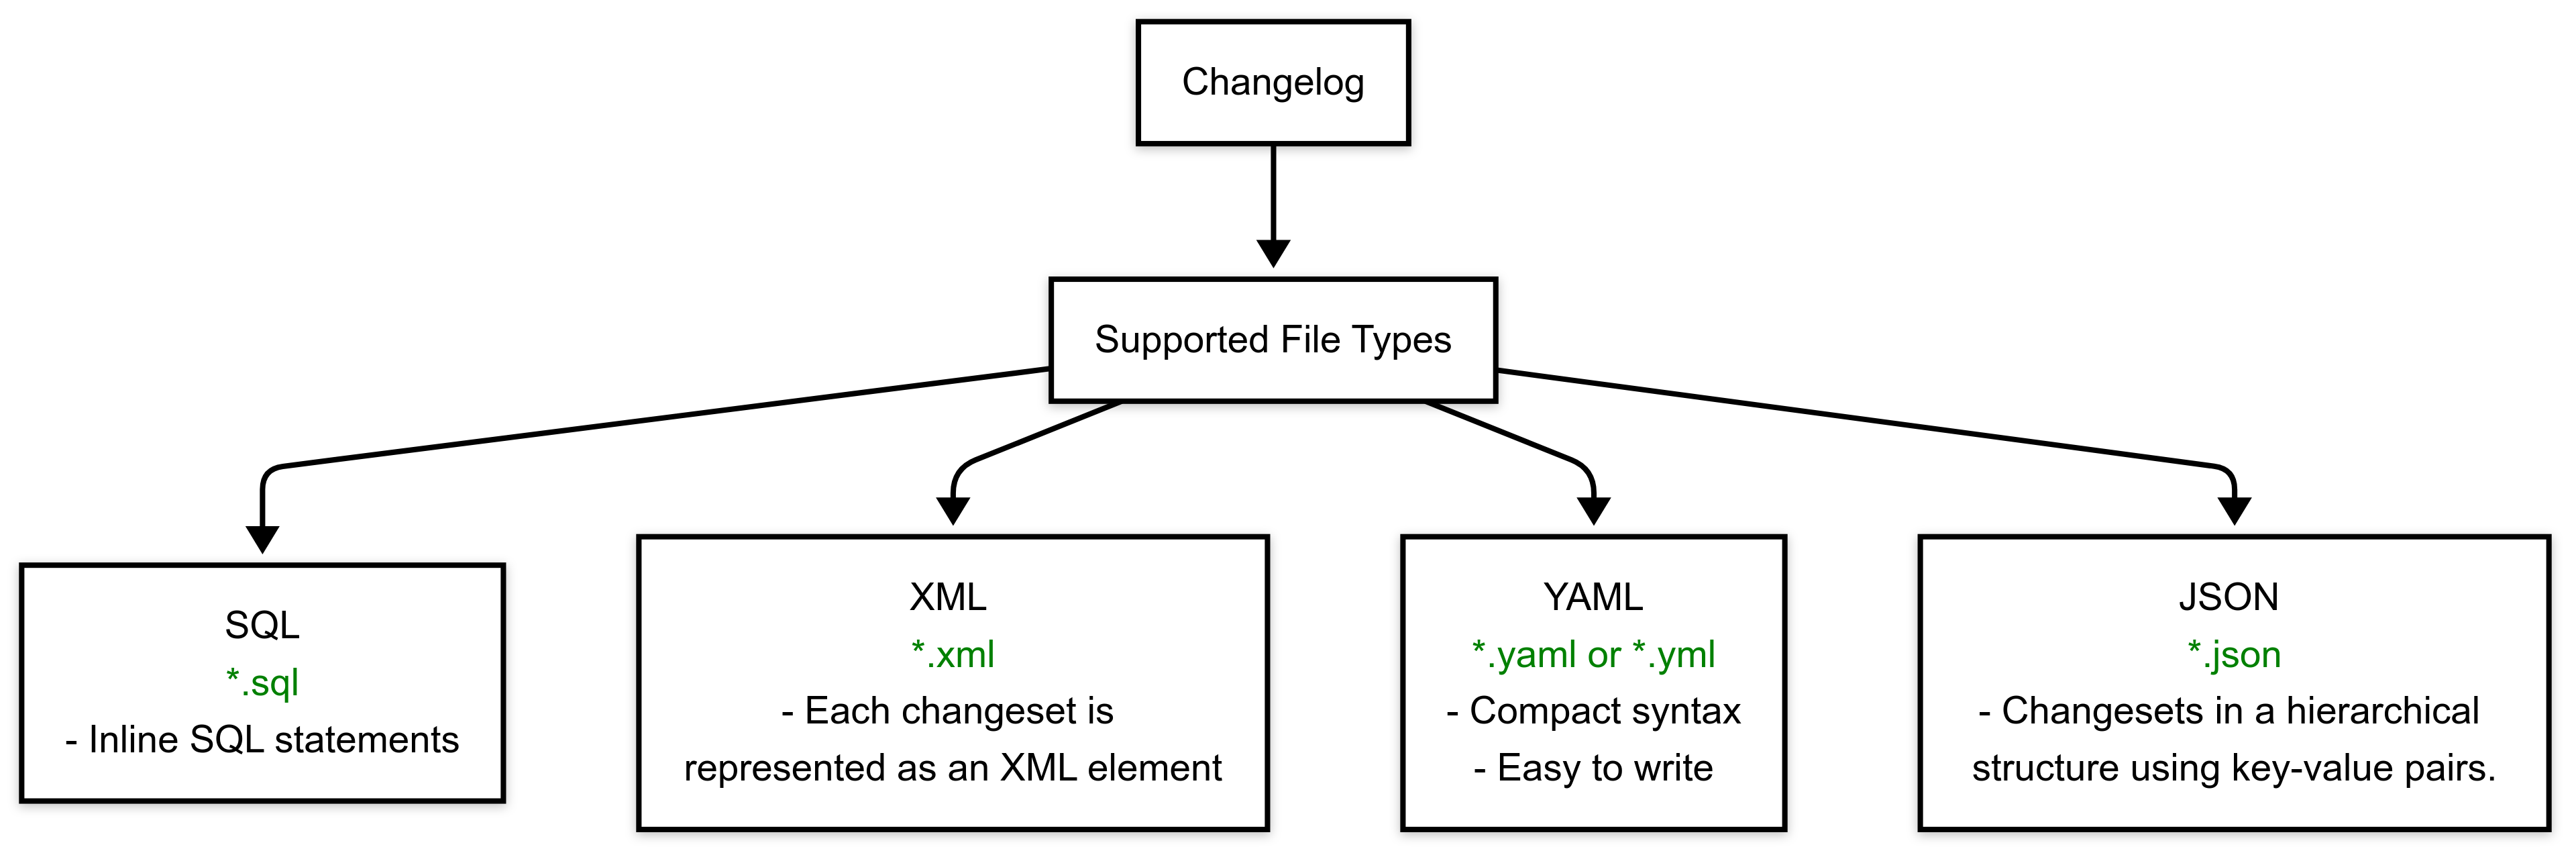 Changelog
Supported File Types
SQL
*.sql
- Inline SQL statements
XML
*.xml
- Each changeset is
represented as an XML element
YAML
*.yaml or *.yml
- Compact syntax
- Easy to write
JSON
*.json
- Changesets in a hierarchical
structure using key-value pairs.